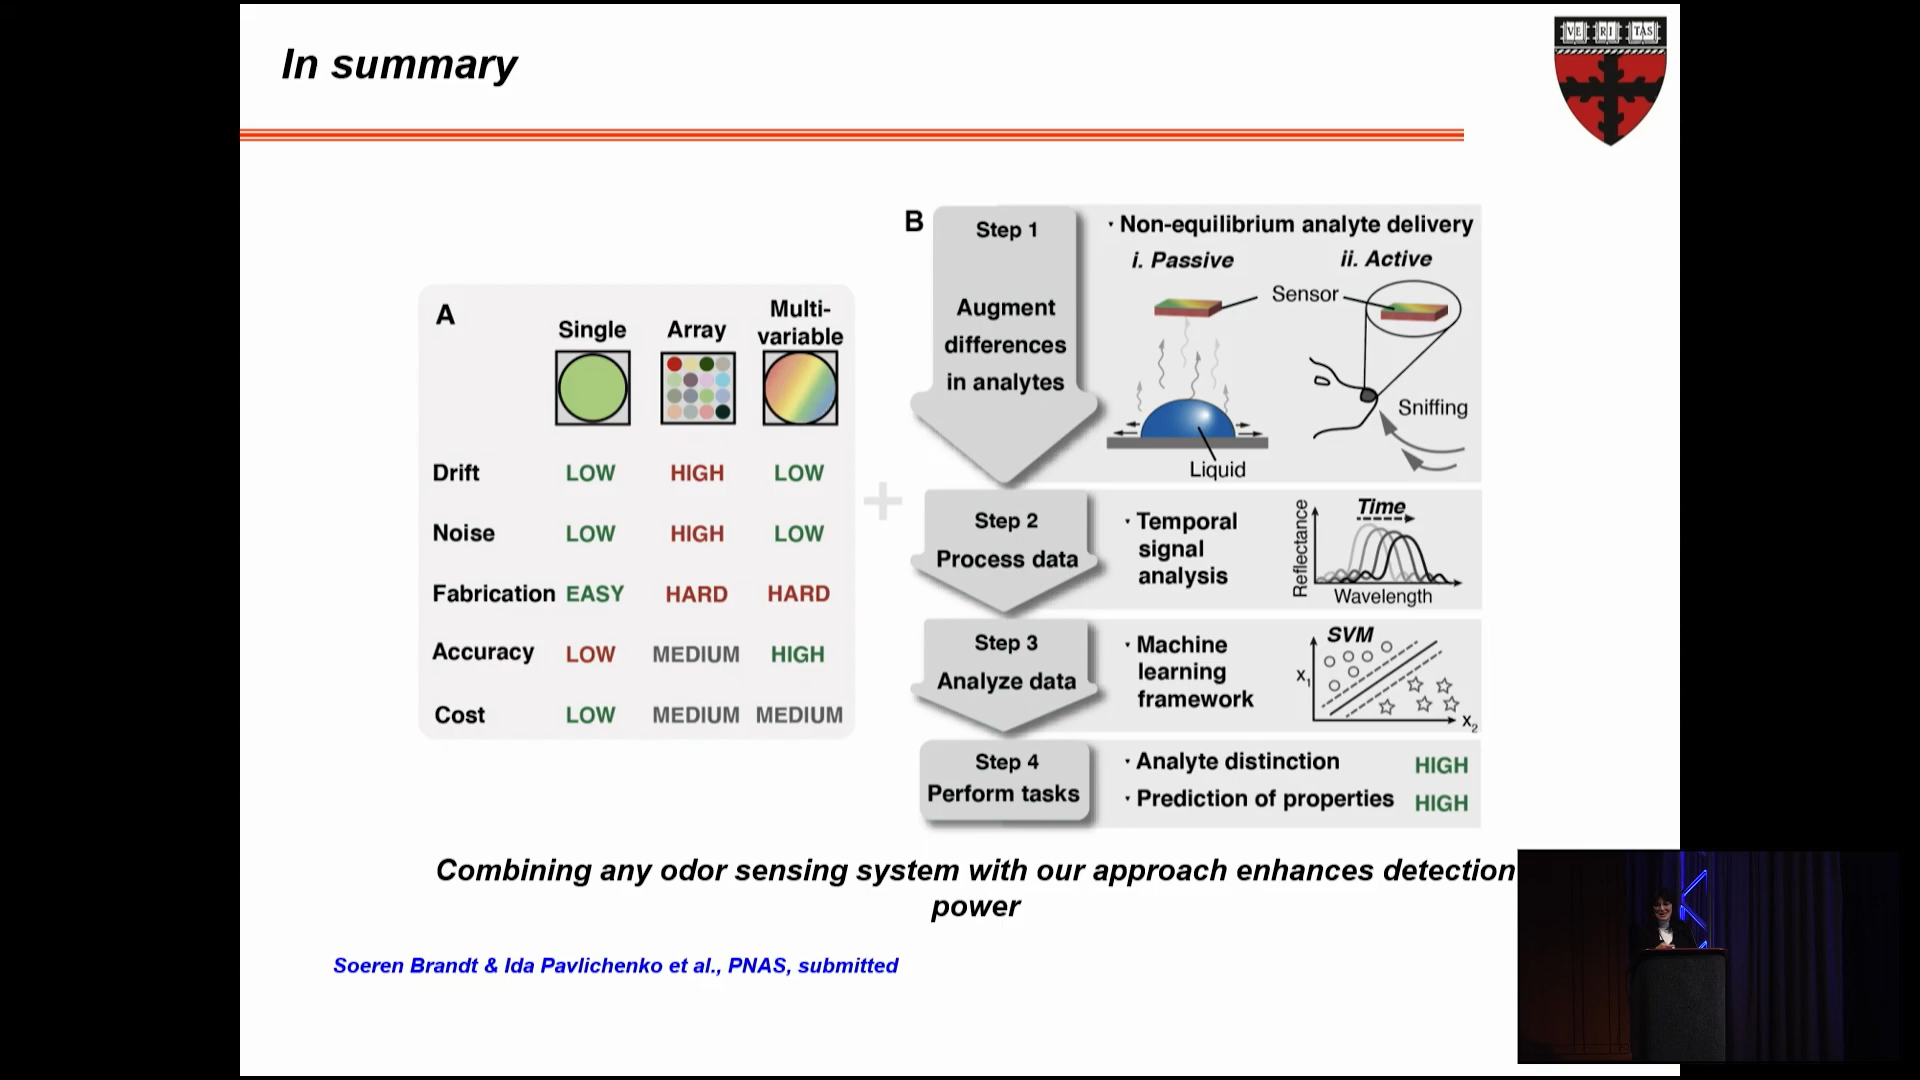 In summary
VE RI TAS
A
Single
Array
Multi-
variable
Drift LOW HIGH LOW
Noise LOW HIGH LOW
Fabrication EASY HARD HARD
Accuracy LOW MEDIUM HIGH
Cost LOW MEDIUM MEDIUM
+
B
Step 1
Augment
differences
in analytes
· Non-equilibrium analyte delivery
i. Passive
ii. Active
Sensor
Sniffing
Liquid
Step 2
Process data
· Temporal
signal
analysis
Reflectance
Time
Wavelength
Step 3
Analyze data
· Machine
learning
framework
SVM
x1
x2
Step 4
Perform tasks
· Analyte distinction HIGH
· Prediction of properties HIGH
Combining any odor sensing system with our approach enhances detection
power
Soeren Brandt & Ida Pavlichenko et al., PNAS, submitted